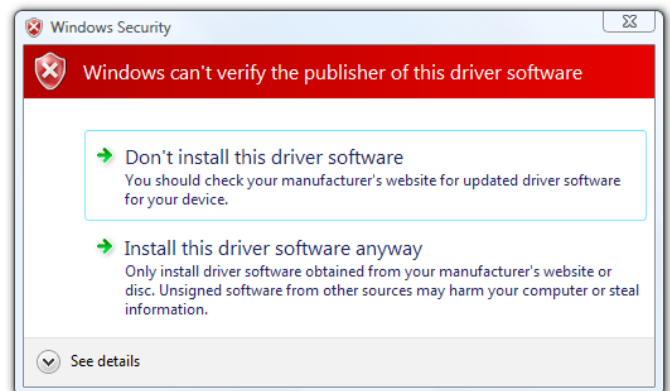 Windows Security
Windows can't verify the publisher of this driver software
Don't install this driver software
You should check your manufacturer's website for updated driver software
for your device.
Install this driver software anyway
Only install driver software obtained from your manufacturer's website or
disc. Unsigned software from other sources may harm your computer or steal
information.
See details